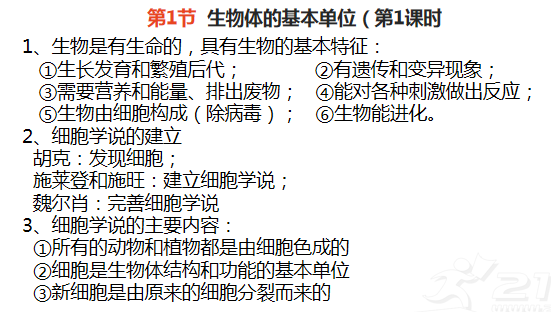 第1节 生物体的基本单位（第1课时
1、生物是有生命的，具有生物的基本特征：
①生长发育和繁殖后代； ②有遗传和变异现象；
③需要营养和能量、排出废物； ④能对各种刺激做出反应；
⑤生物由细胞构成（除病毒）； ⑥生物能进化。
2、细胞学说的建立
胡克：发现细胞；
施莱登和施旺：建立细胞学说；
魏尔肖：完善细胞学说
3、细胞学说的主要内容：
①所有的动物和植物都是由细胞色成的
②细胞是生物体结构和功能的基本单位
③新细胞是由原来的细胞分裂而来的
21